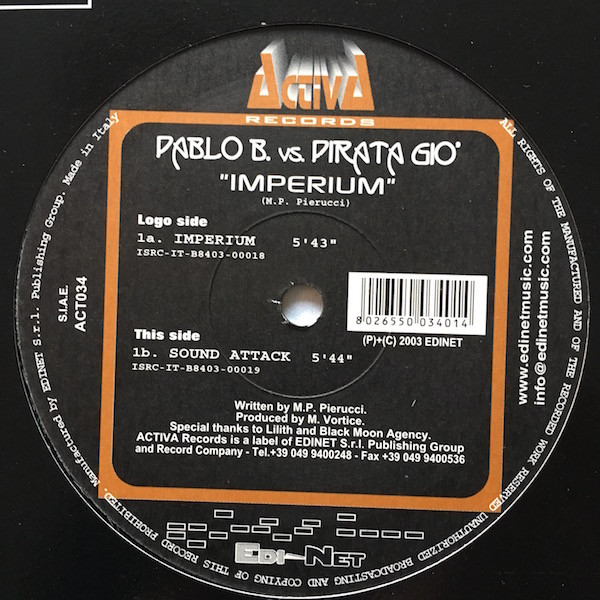 ACTIVA
RECORDS
PABLO B. vs. PIRATA GIO'
"IMPERIUM"
(M.P. Pierucci)
Logo side
1a. IMPERIUM 5'43"
ISRC-IT-B8403-00018
8026550034014
(P)+(C) 2003 EDINET
This side
1b. SOUND ATTACK 5'44"
ISRC-IT-B8403-00019
Written by M.P. Pierucci.
Produced by M. Vortice.
Special thanks to Lilith and Black Moon Agency.
ACTIVA Records is a label of EDINET S.r.l. Publishing Group
and Record Company - Tel.+39 049 9400248 - Fax +39 049 9400536
S.I.A.E.
ACT034
www.edinetmusic.com
info@edinetmusic.com
EDI-NET
Manufactured by EDINET S.r.l. Publishing Group. Made in Italy
ALL RIGHTS OF THE MANUFACTURED AND OF THE RECORDED WORK RESERVED UNAUTHORIZED BROADCASTING AND COPYING OF THIS RECORD PROHIBITED.